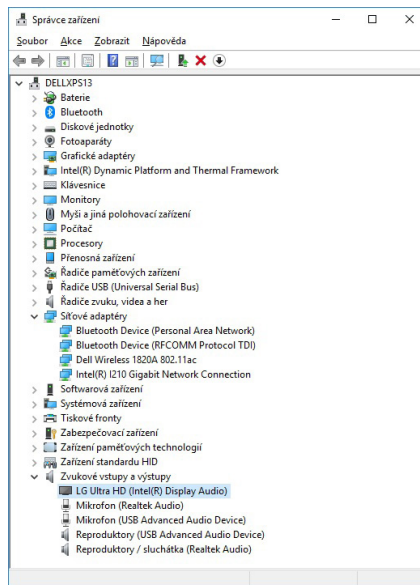 Správce zařízení
Soubor Akce Zobrazit Nápověda
DELLXPS13
Baterie
Bluetooth
Diskové jednotky
Fotoaparáty
Grafické adaptéry
Intel(R) Dynamic Platform and Thermal Framework
Klávesnice
Monitory
Myši a jiná polohovací zařízení
Počítač
Procesory
Přenosná zařízení
Řadiče paměťových zařízení
Řadiče USB (Universal Serial Bus)
Řadiče zvuku, videa a her
Síťové adaptéry
Bluetooth Device (Personal Area Network)
Bluetooth Device (RFCOMM Protocol TDI)
Dell Wireless 1820A 802.11ac
Intel(R) I210 Gigabit Network Connection
Softwarová zařízení
Systémová zařízení
Tiskové fronty
Zabezpečovací zařízení
Zařízení paměťových technologií
Zařízení standardu HID
Zvukové vstupy a výstupy
LG Ultra HD (Intel(R) Display Audio)
Mikrofon (Realtek Audio)
Mikrofon (USB Advanced Audio Device)
Reproduktory (USB Advanced Audio Device)
Reproduktory / sluchátka (Realtek Audio)